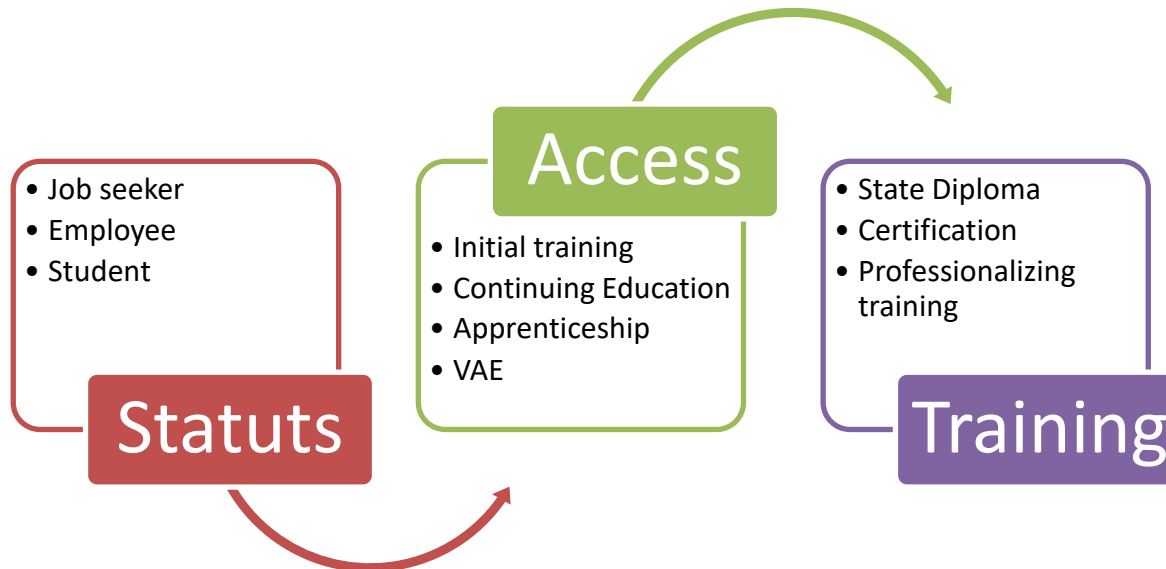 • Job seeker
• Employee
• Student
Statuts
Access
• Initial training
• Continuing Education
• Apprenticeship
• VAE
• State Diploma
• Certification
• Professionalizing
training
Training